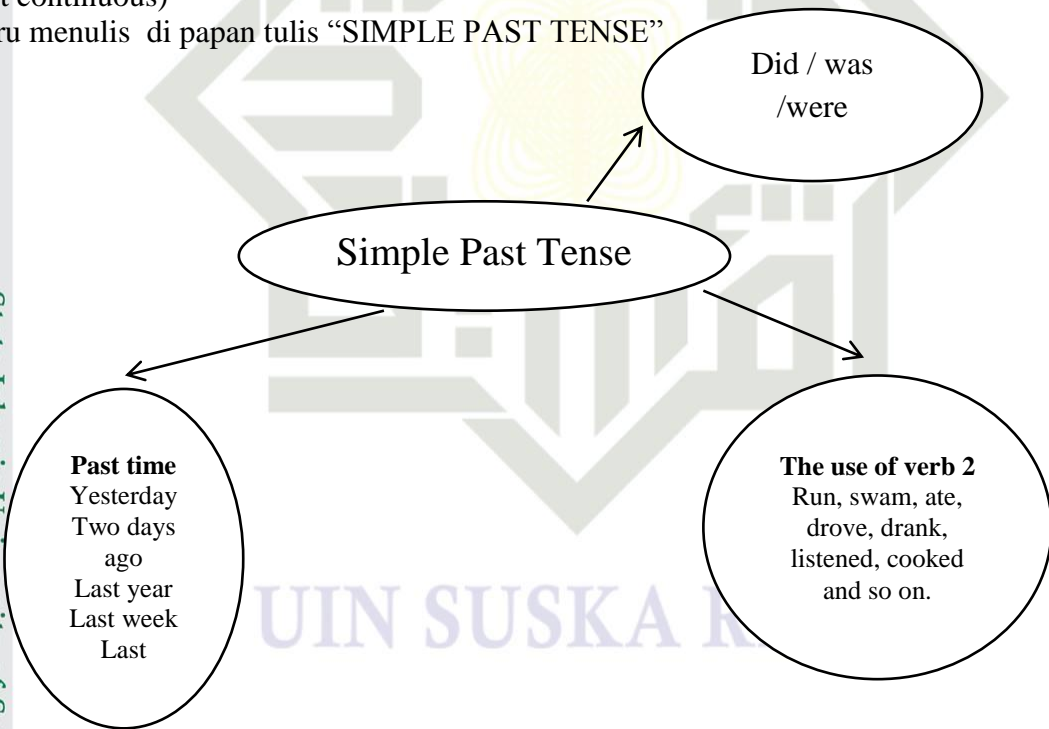 t continuous)
ru menulis di papan tulis “SIMPLE PAST TENSE”
Did / was
/were
Simple Past Tense
Past time
Yesterday
Two days
ago
Last year
Last week
Last
The use of verb 2
Run, swam, ate,
drove, drank,
listened, cooked
and so on.
UIN SUSKA R